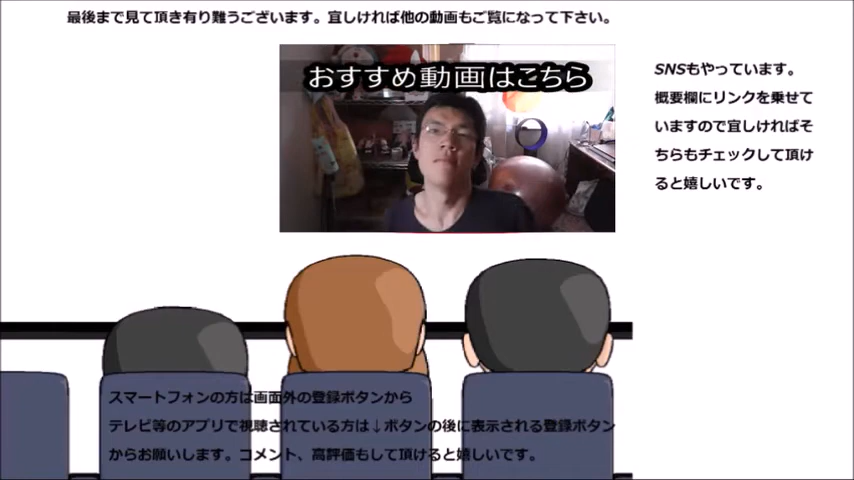 最後まで見て頂き有り難うございます。宜しければ他の動画もご覧になって下さい。
おすすめ動画はこちら
SNSもやっています。
概要欄にリンクを乗せて
いますので宜しければそ
ちらもチェックして頂け
ると嬉しいです。
スマートフォンの方は画面外の登録ボタンから
テレビ等のアプリで視聴されている方は↓ボタンの後に表示される登録ボタン
からお願いします。コメント、高評価もして頂けると嬉しいです。